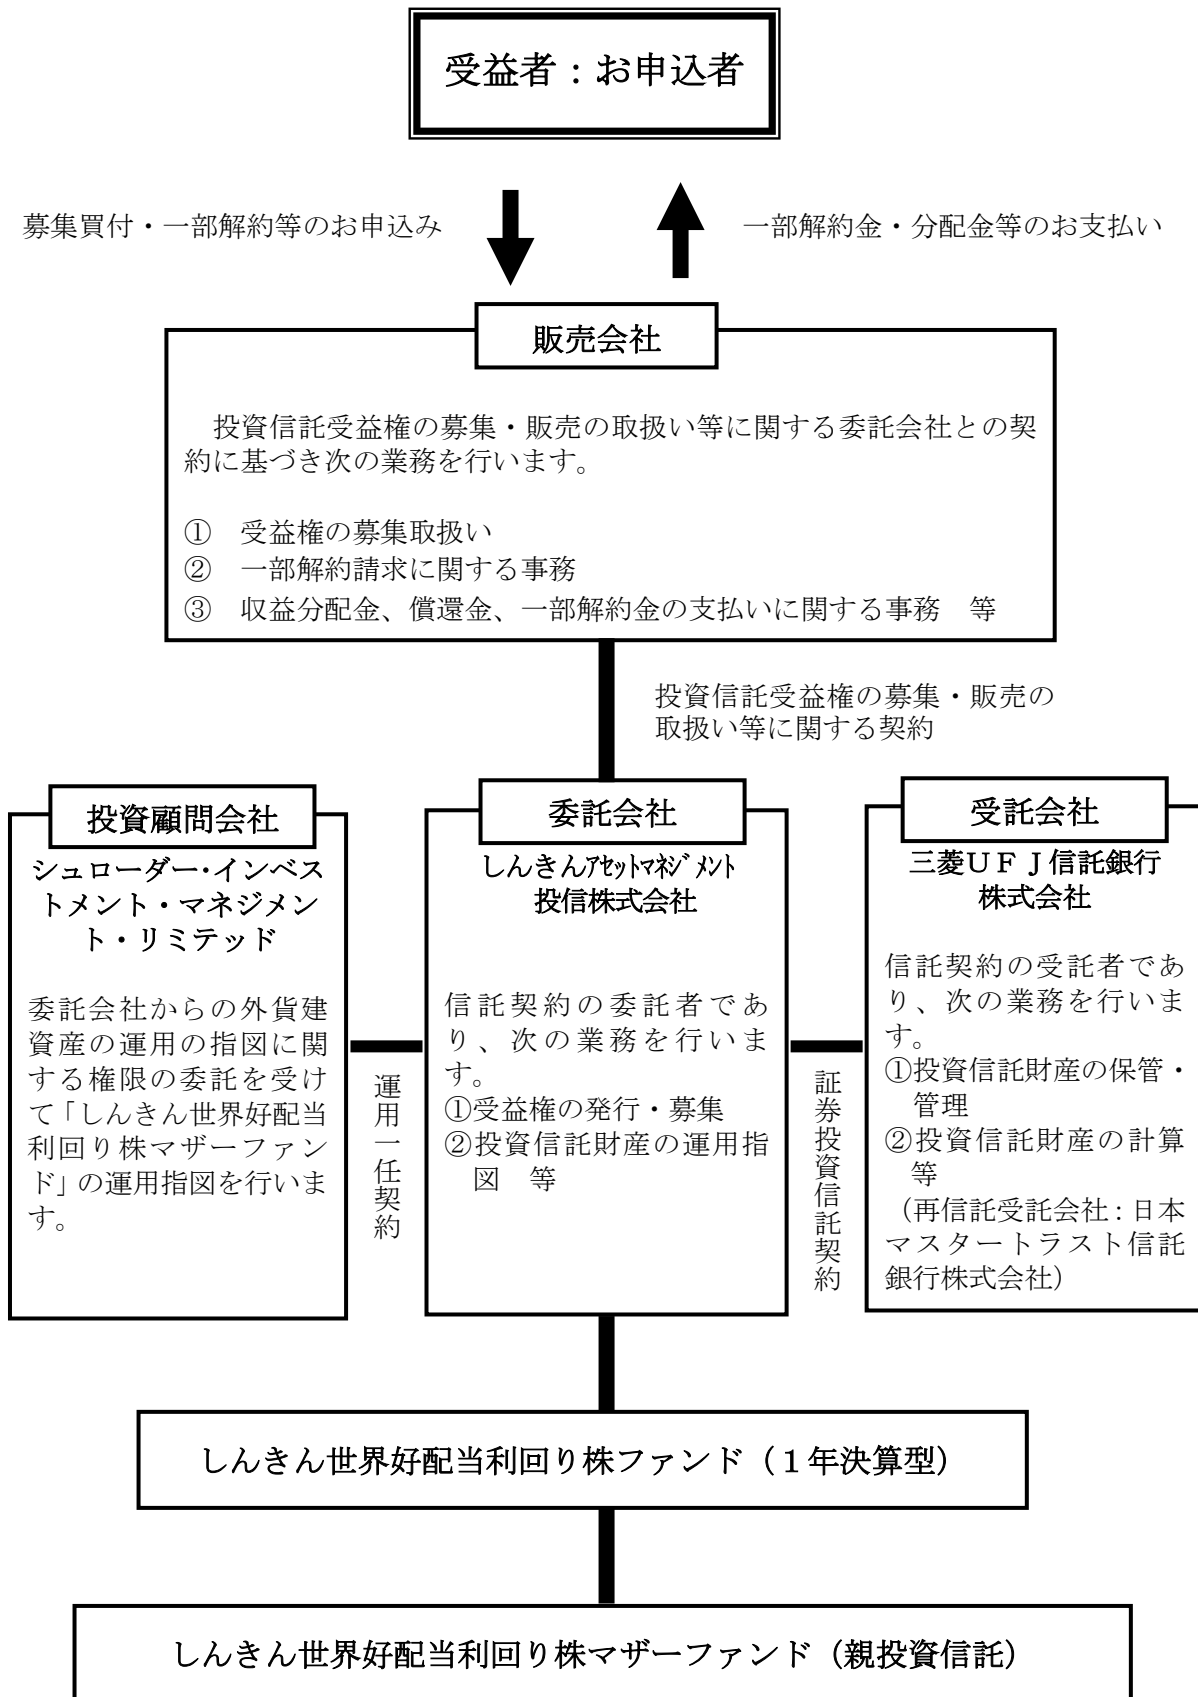 受益者：お申込者
募集買付・一部解約等のお申込み
一部解約金・分配金等のお支払い
販売会社
投資信託受益権の募集・販売の取扱い等に関する委託会社との契
約に基づき次の業務を行います。
①　受益権の募集取扱い
②　一部解約請求に関する事務
③　収益分配金、償還金、一部解約金の支払いに関する事務　等
投資信託受益権の募集・販売の
取扱い等に関する契約
投資顧問会社
シュローダー・インベス
トメント・マネジメン
ト・リミテッド
委託会社からの外貨建
資産の運用の指図に関
する権限の委託を受け
て「しんきん世界好配当
利回り株マザーファン
ド」の運用指図を行いま
す。
運用一任契約
委託会社
しんきんｱｾｯﾄﾏﾈｼﾞﾒﾝﾄ
投信株式会社
信託契約の委託者であ
り、次の業務を行いま
す。
①受益権の発行・募集
②投資信託財産の運用指
図　等
証券投資信託契約
受託会社
三菱ＵＦＪ信託銀行
株式会社
信託契約の受託者であ
り、次の業務を行いま
す。
①投資信託財産の保管・
管理
②投資信託財産の計算
等
（再信託受託会社：日本
マスタートラスト信託
銀行株式会社）
しんきん世界好配当利回り株ファンド（１年決算型）
しんきん世界好配当利回り株マザーファンド（親投資信託）